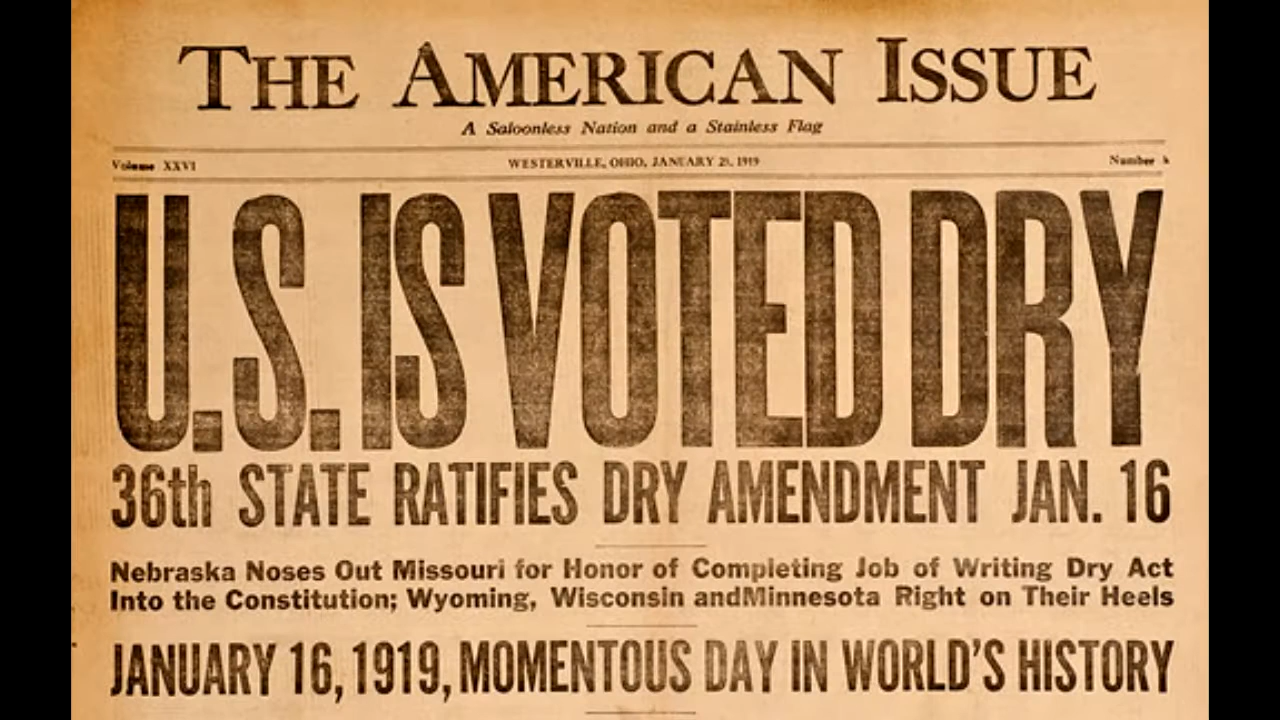 THE AMERICAN ISSUE
A Saloonless Nation and a Stainless Flag
Volume XXVI WESTERVILLE, OHIO, JANUARY 25, 1919 Number
U.S. IS VOTED DRY
36th STATE RATIFIES DRY AMENDMENT JAN. 16
Nebraska Noses Out Missouri for Honor of Completing Job of Writing Dry Act
Into the Constitution; Wyoming, Wisconsin andMinnesota Right on Their Heels
JANUARY 16, 1919, MOMENTOUS DAY IN WORLD'S HISTORY